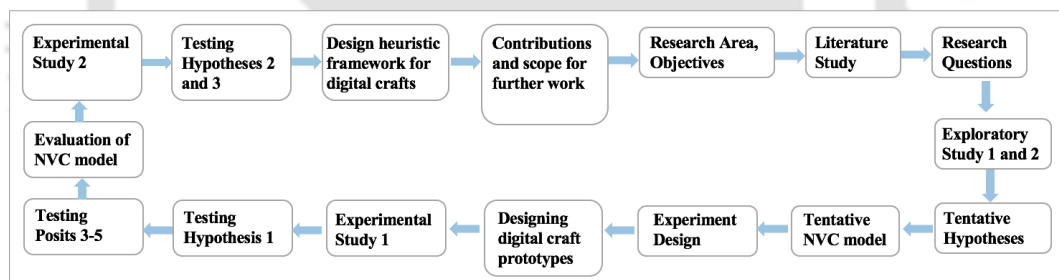 Experimental
Study 2
Testing
Hypotheses 2
and 3
Design heuristic
framework for
digital crafts
Contributions
and scope for
further work
Research Area,
Objectives
Literature
Study
Research
Questions
Exploratory
Study 1 and 2
Evaluation of
NVC model
Testing
Posits 3-5
Testing
Hypothesis 1
Experimental
Study 1
Designing
digital craft
prototypes
Experiment
Design
Tentative
NVC model
Tentative
Hypotheses